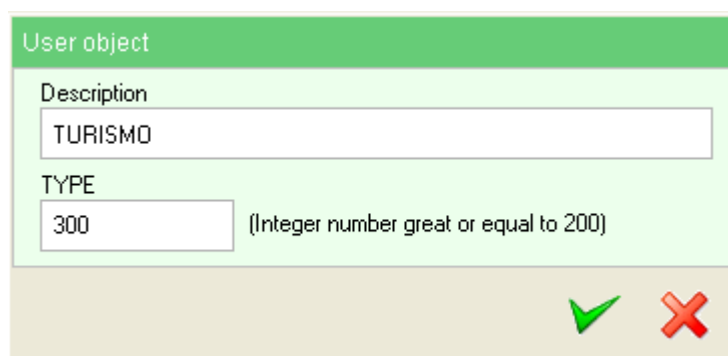 User object
Description
TURISMO
TYPE
300 (Integer number great or equal to 200)